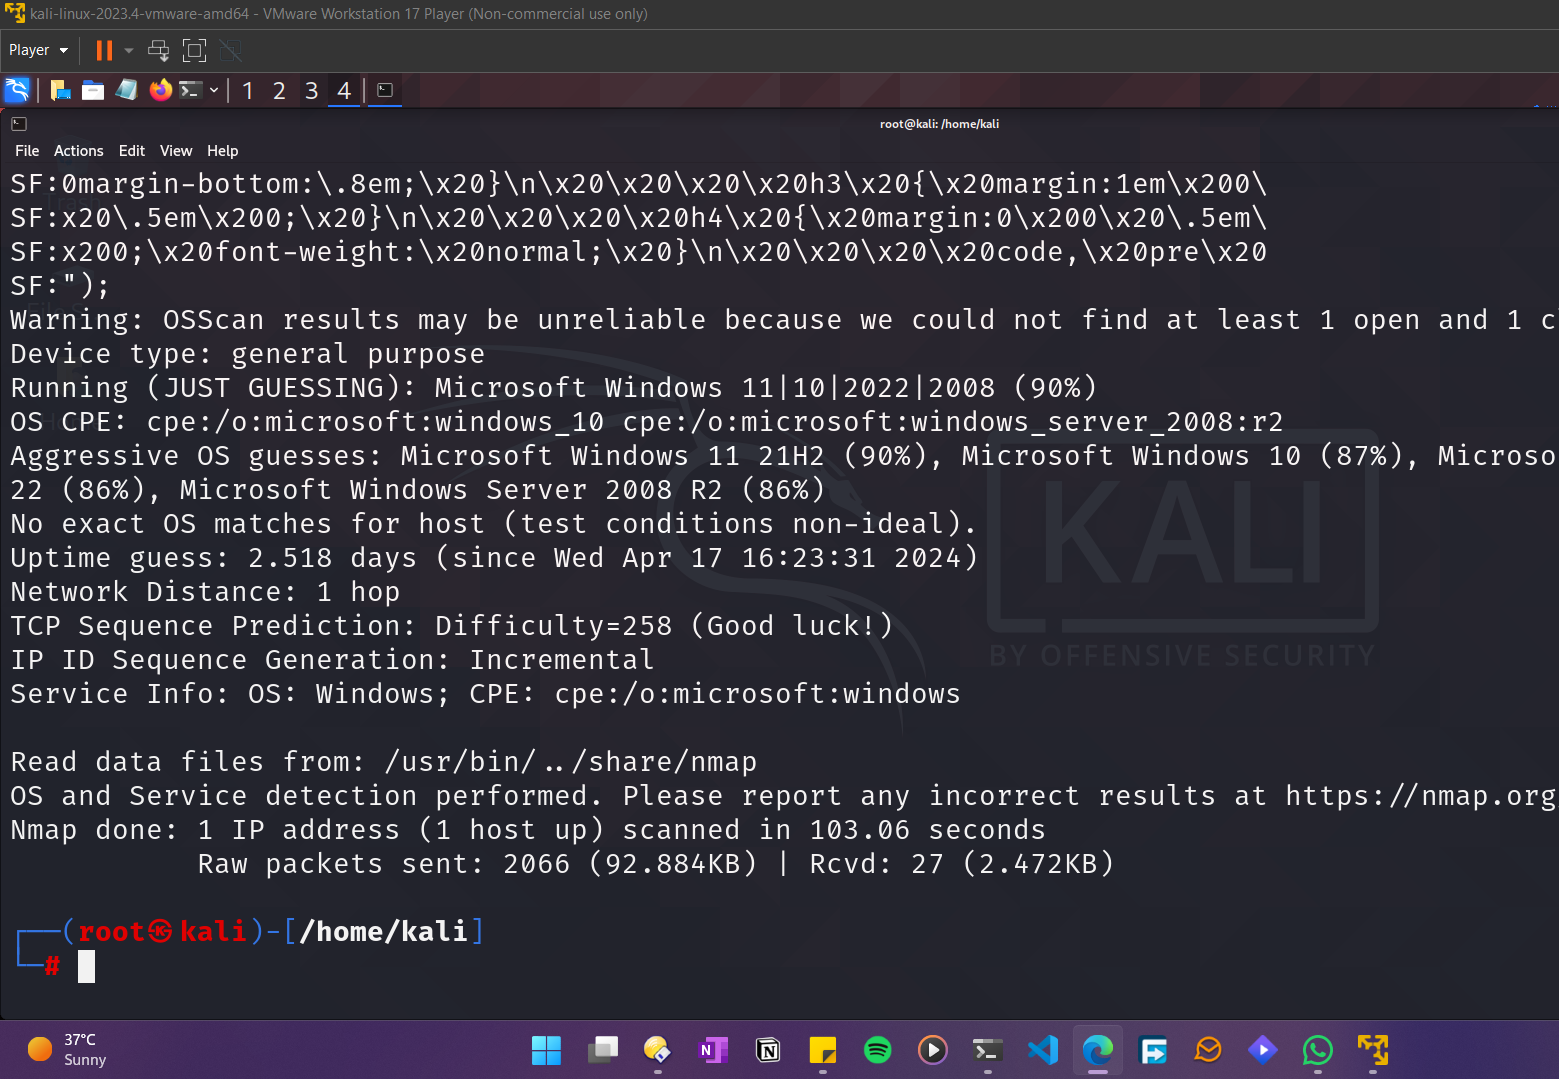 kali-linux-2023.4-vmware-amd64 - VMware Workstation 17 Player (Non-commercial use only)
Player
1 2 3 4
root@kali: /home/kali
File Actions Edit View Help
SF:0margin-bottom:\.8em;\x20}\n\x20\x20\x20\x20h3\x20{\x20margin:1em\x200\
SF:x20\.5em\x200;\x20}\n\x20\x20\x20\x20h4\x20{\x20margin:0\x200\x20\.5em\
SF:x200;\x20font-weight:\x20normal;\x20}\n\x20\x20\x20\x20code,\x20pre\x20
SF:");
Warning: OSScan results may be unreliable because we could not find at least 1 open and 1 c
Device type: general purpose
Running (JUST GUESSING): Microsoft Windows 11|10|2022|2008 (90%)
OS CPE: cpe:/o:microsoft:windows_10 cpe:/o:microsoft:windows_server_2008:r2
Aggressive OS guesses: Microsoft Windows 11 21H2 (90%), Microsoft Windows 10 (87%), Microso
22 (86%), Microsoft Windows Server 2008 R2 (86%)
No exact OS matches for host (test conditions non-ideal).
Uptime guess: 2.518 days (since Wed Apr 17 16:23:31 2024)
Network Distance: 1 hop
TCP Sequence Prediction: Difficulty=258 (Good luck!)
IP ID Sequence Generation: Incremental
Service Info: OS: Windows; CPE: cpe:/o:microsoft:windows
KALI
BY OFFENSIVE SECURITY
Read data files from: /usr/bin/../share/nmap
OS and Service detection performed. Please report any incorrect results at https://nmap.org
Nmap done: 1 IP address (1 host up) scanned in 103.06 seconds
Raw packets sent: 2066 (92.884KB) | Rcvd: 27 (2.472KB)
┌──(root㉿kali)-[/home/kali]
└─#
37°C
Sunny